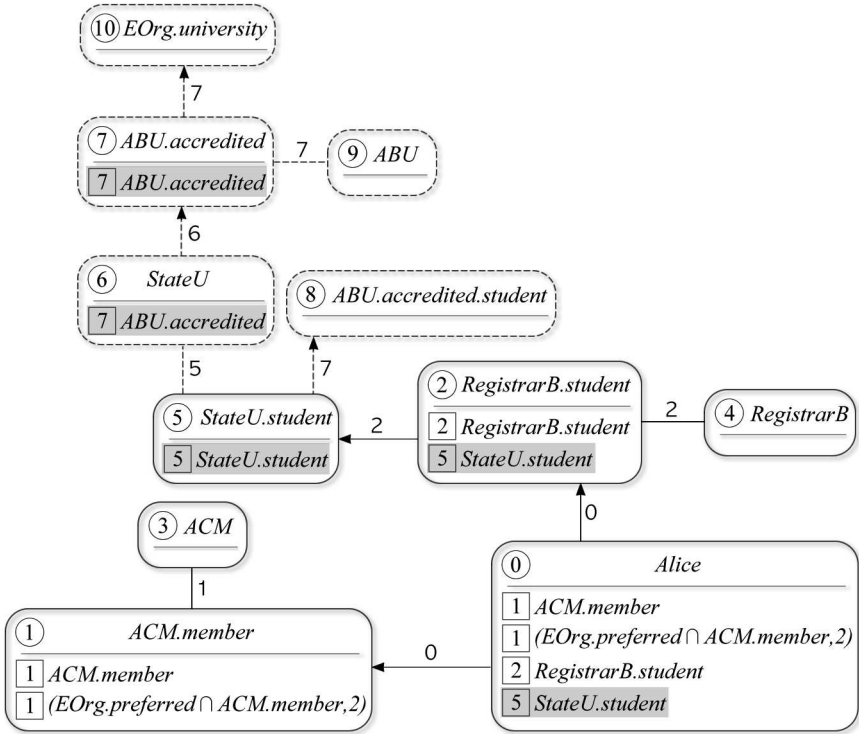 10 EOrg.university
7
7 ABU.accredited
7 ABU.accredited
7
9 ABU
6
6 StateU
7 ABU.accredited
8 ABU.accredited.student
5
7
5 StateU.student
5 StateU.student
2
2 RegistrarB.student
2 RegistrarB.student
5 StateU.student
2
4 RegistrarB
3 ACM
0
1
0 Alice
1 ACM.member
1 (EOrg.preferred ∩ ACM.member,2)
2 RegistrarB.student
5 StateU.student
0
1 ACM.member
1 ACM.member
1 (EOrg.preferred ∩ ACM.member,2)